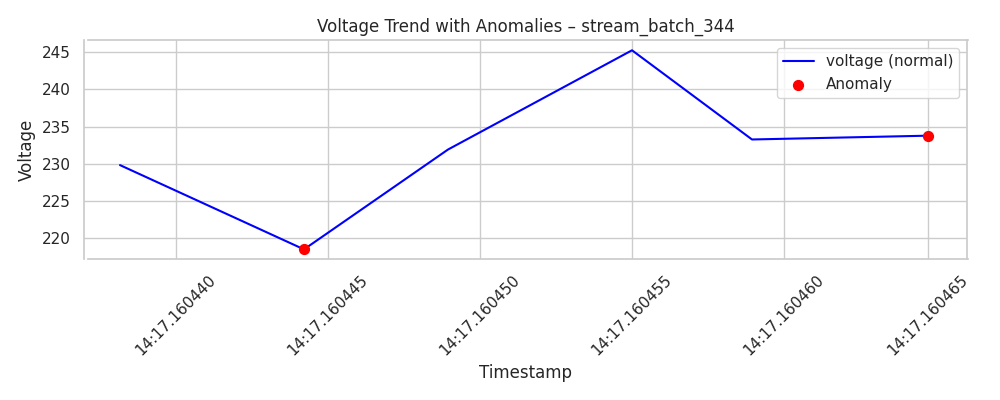 Voltage Trend with Anomalies – stream_batch_344
voltage (normal)
Anomaly
Voltage
245
240
235
230
225
220
14:17.160440
14:17.160445
14:17.160450
14:17.160455
14:17.160460
14:17.160465
Timestamp